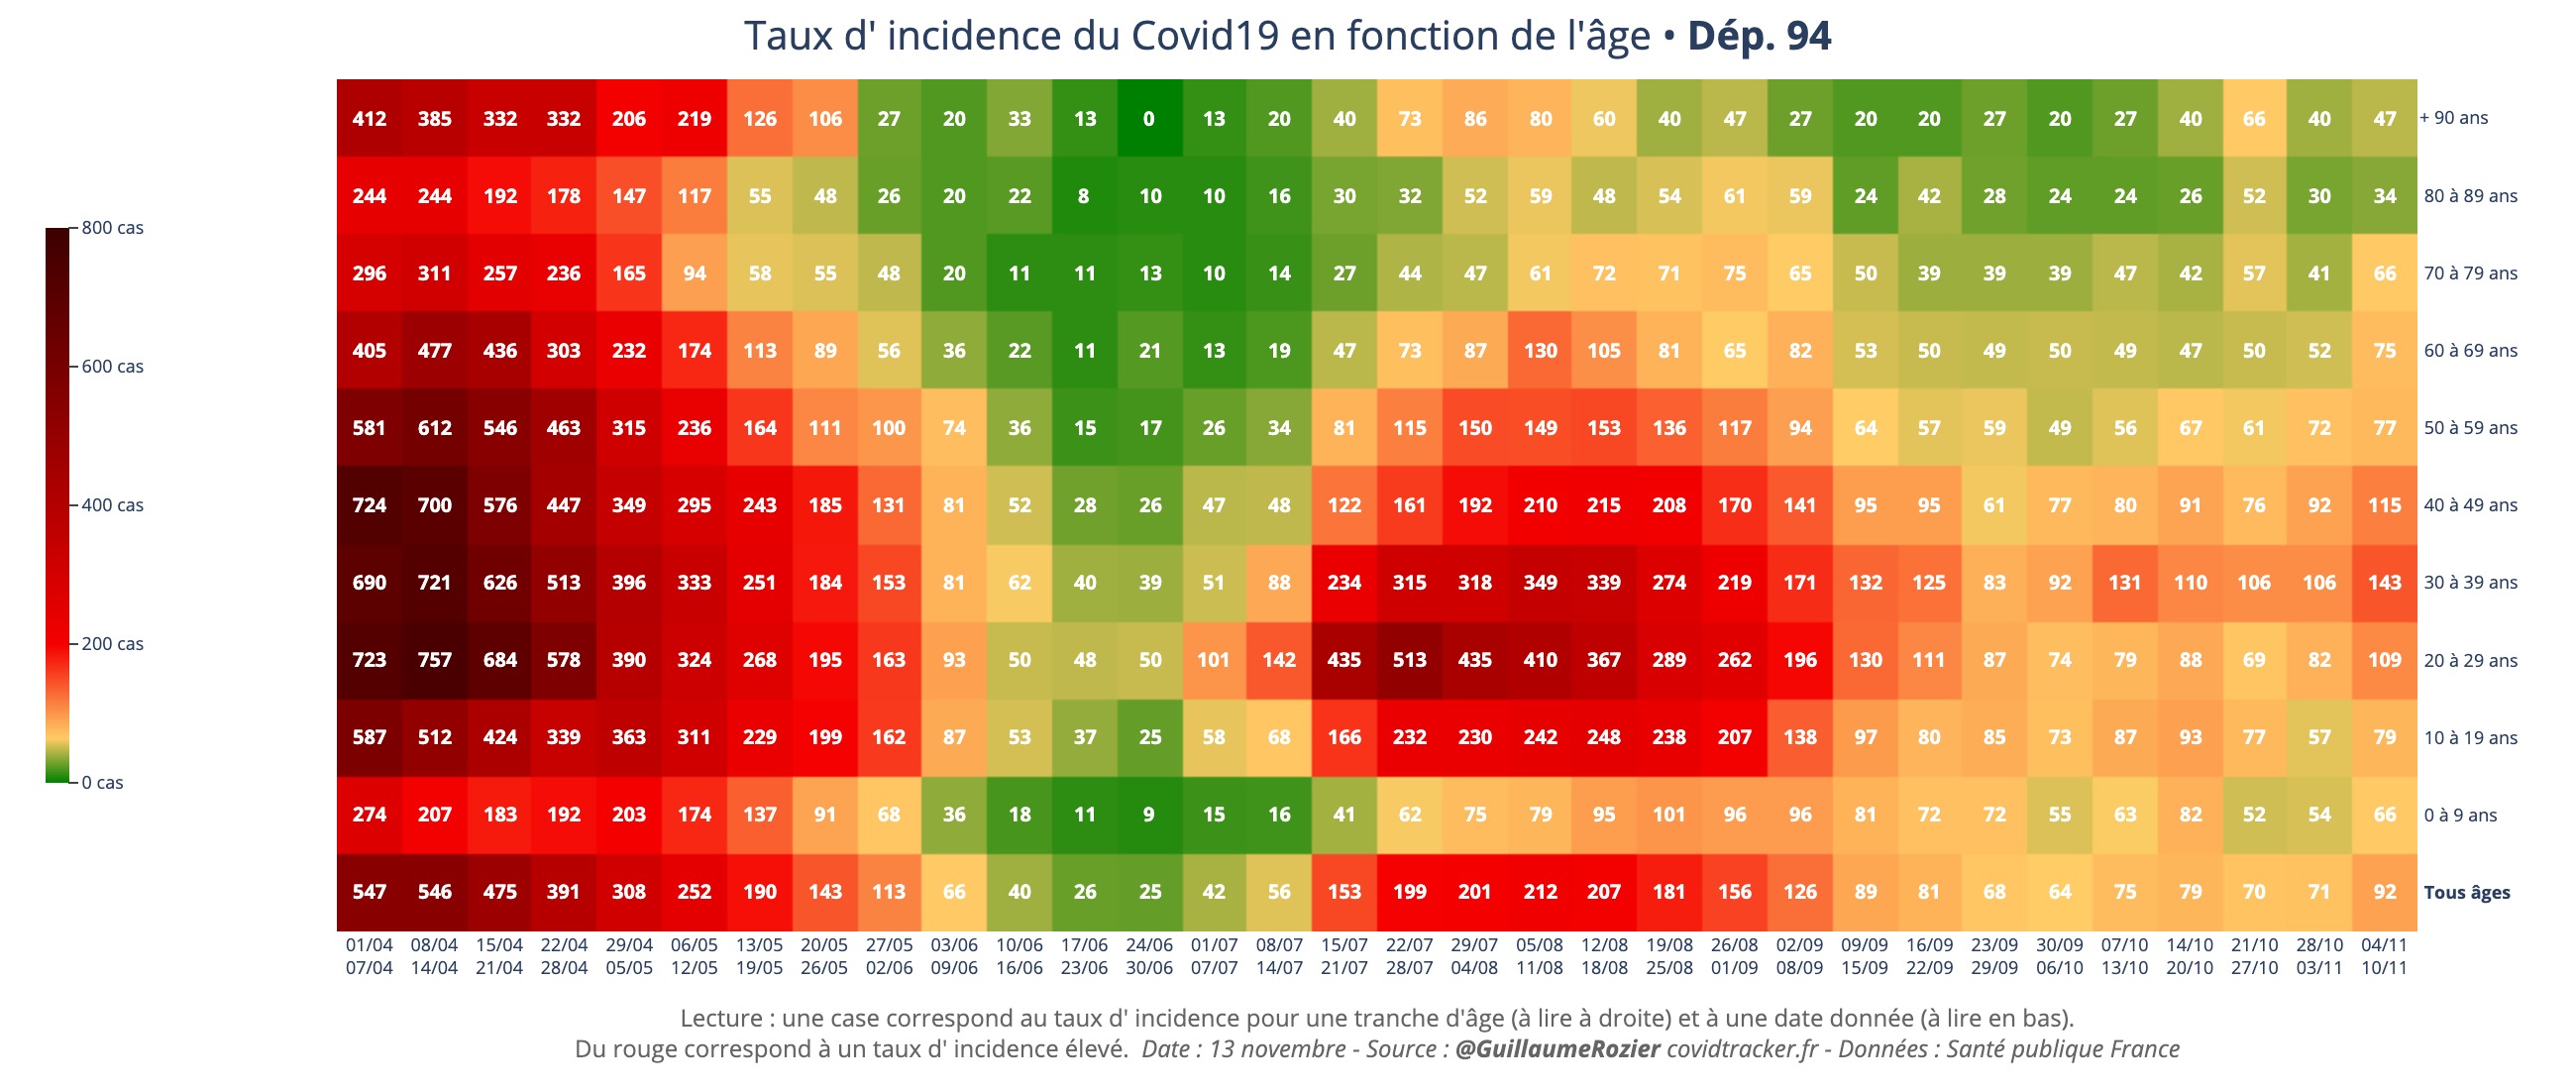 Taux d' incidence du Covid19 en fonction de l'âge • Dép. 94
800 cas
600 cas
400 cas
200 cas
0 cas
412 385 332 332 206 219 126 106 27 20 33 13 0 13 20 40 73 86 80 60 40 47 27 20 20 27 20 27 40 66 40 47 + 90 ans
244 244 192 178 147 117 55 48 26 20 22 8 10 10 16 30 32 52 59 48 54 61 59 24 42 28 24 24 26 52 30 34 80 à 89 ans
296 311 257 236 165 94 58 55 48 20 11 11 13 10 14 27 44 47 61 72 71 75 65 50 39 39 39 47 42 57 41 66 70 à 79 ans
405 477 436 303 232 174 113 89 56 36 22 11 21 13 19 47 73 87 130 105 81 65 82 53 50 49 50 49 47 50 52 75 60 à 69 ans
581 612 546 463 315 236 164 111 100 74 36 15 17 26 34 81 115 150 149 153 136 117 94 64 57 59 49 56 67 61 72 77 50 à 59 ans
724 700 576 447 349 295 243 185 131 81 52 28 26 47 48 122 161 192 210 215 208 170 141 95 95 61 77 80 91 76 92 115 40 à 49 ans
690 721 626 513 396 333 251 184 153 81 62 40 39 51 88 234 315 318 349 339 274 219 171 132 125 83 92 131 110 106 106 143 30 à 39 ans
723 757 684 578 390 324 268 195 163 93 50 48 50 101 142 435 513 435 410 367 289 262 196 130 111 87 74 79 88 69 82 109 20 à 29 ans
587 512 424 339 363 311 229 199 162 87 53 37 25 58 68 166 232 230 242 248 238 207 138 97 80 85 73 87 93 77 57 79 10 à 19 ans
274 207 183 192 203 174 137 91 68 36 18 11 9 15 16 41 62 75 79 95 101 96 96 81 72 72 55 63 82 52 54 66 0 à 9 ans
547 546 475 391 308 252 190 143 113 66 40 26 25 42 56 153 199 201 212 207 181 156 126 89 81 68 64 75 79 70 71 92 Tous âges
01/04 08/04 15/04 22/04 29/04 06/05 13/05 20/05 27/05 03/06 10/06 17/06 24/06 01/07 08/07 15/07 22/07 29/07 05/08 12/08 19/08 26/08 02/09 09/09 16/09 23/09 30/09 07/10 14/10 21/10 28/10 04/11
07/04 14/04 21/04 28/04 05/05 12/05 19/05 26/05 02/06 09/06 16/06 23/06 30/06 07/07 14/07 21/07 28/07 04/08 11/08 18/08 25/08 01/09 08/09 15/09 22/09 29/09 06/10 13/10 20/10 27/10 03/11 10/11
Lecture : une case correspond au taux d' incidence pour une tranche d'âge (à lire à droite) et à une date donnée (à lire en bas).
Du rouge correspond à un taux d' incidence élevé. Date : 13 novembre - Source : @GuillaumeRozier covidtracker.fr - Données : Santé publique France